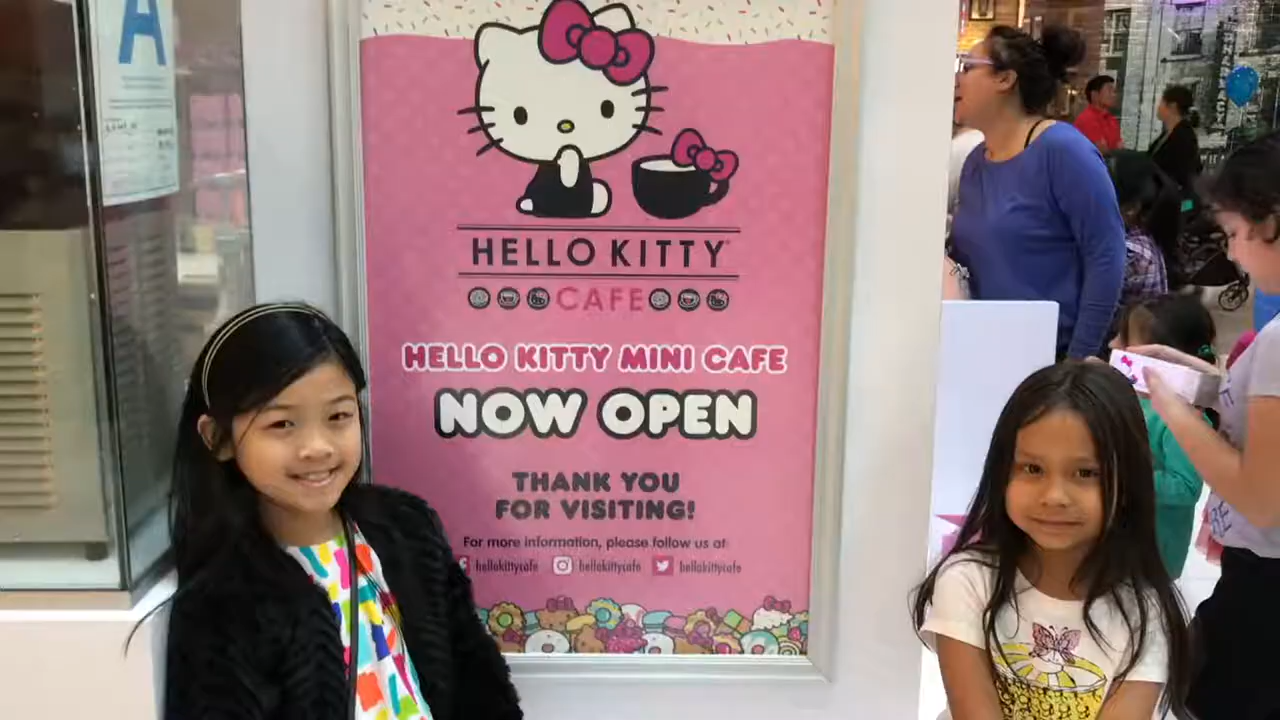 A
HELLO KITTY
CAFE
HELLO KITTY MINI CAFE
NOW OPEN
THANK YOU
FOR VISITING!
For more information, please follow us at:
hellokittycafe hellokittycafe hellokittycafe